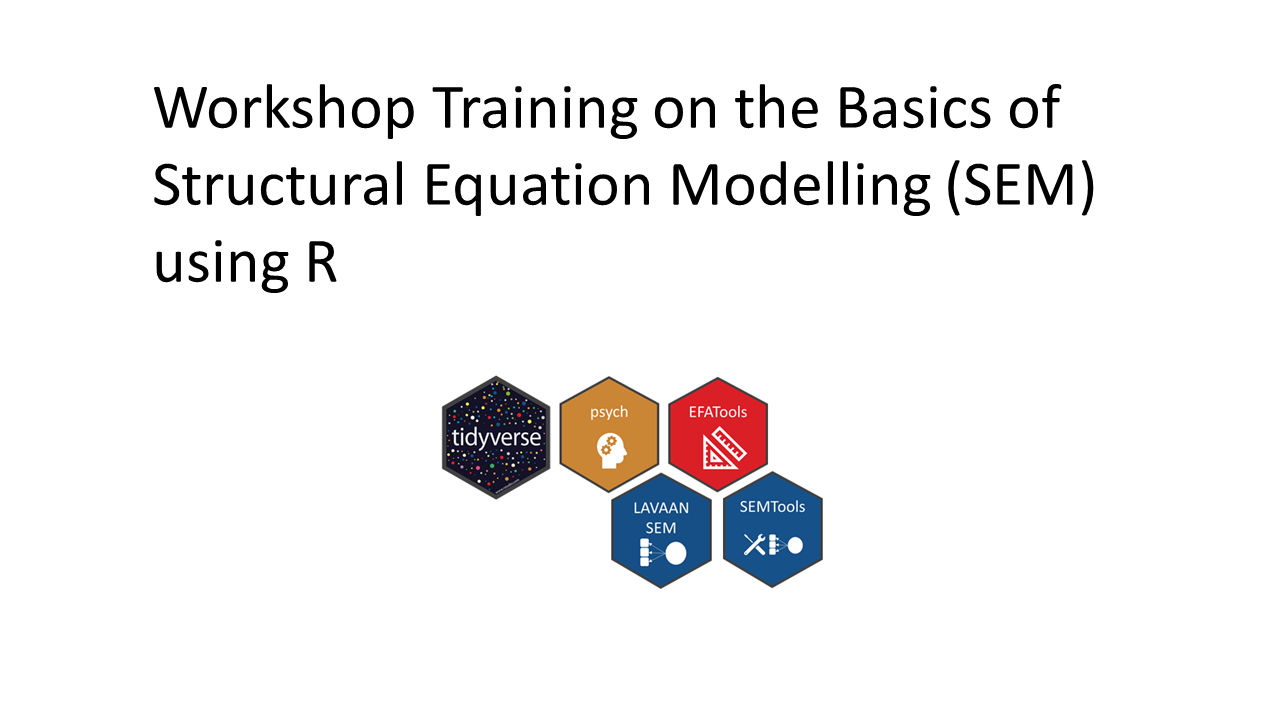 Workshop Training on the Basics of
Structural Equation Modelling (SEM)
using R
tidyverse
psych
EFATools
LAVAAN
SEM
SEMTools